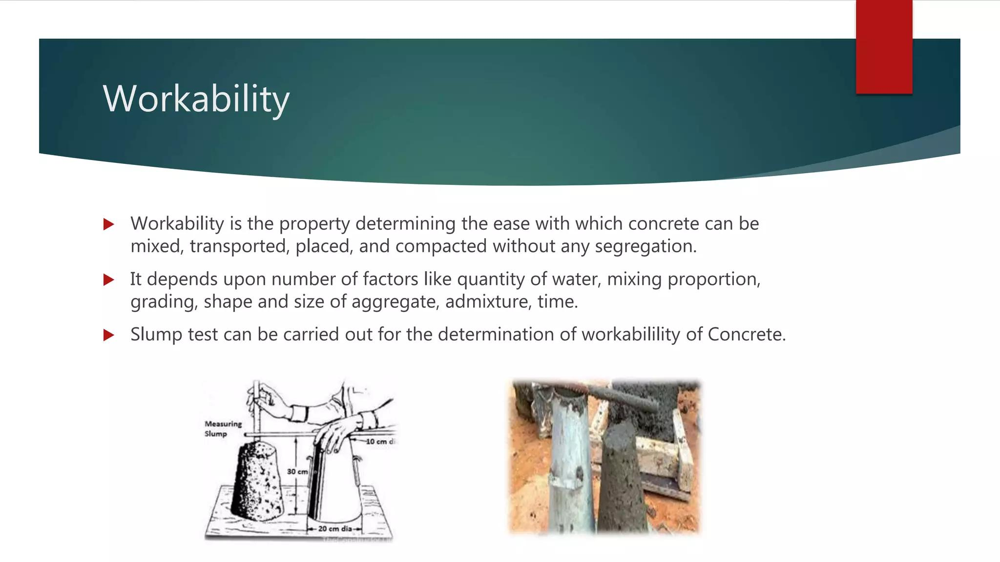 Workability
Workability is the property determining the ease with which concrete can be
mixed, transported, placed, and compacted without any segregation.
It depends upon number of factors like quantity of water, mixing proportion,
grading, shape and size of aggregate, admixture, time.
Slump test can be carried out for the determination of workabilility of Concrete.
Measuring
Slump
10 cm di
30 cm
20 cm dia